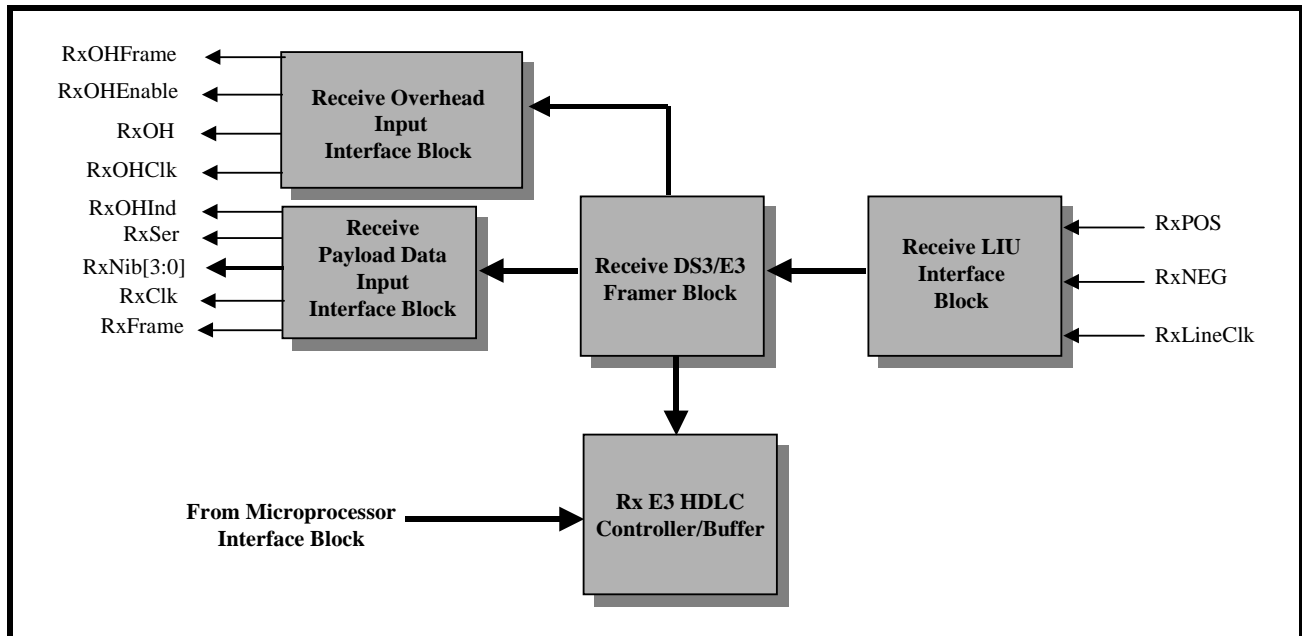 RxOHFrame
RxOHEnable
RxOH
RxOHClk
Receive Overhead
Input
Interface Block
RxOHInd
RxSer
RxNib[3:0]
RxClk
RxFrame
Receive
Payload Data
Input
Interface Block
Receive DS3/E3
Framer Block
Receive LIU
Interface
Block
RxPOS
RxNEG
RxLineClk
From Microprocessor
Interface Block
Rx E3 HDLC
Controller/Buffer